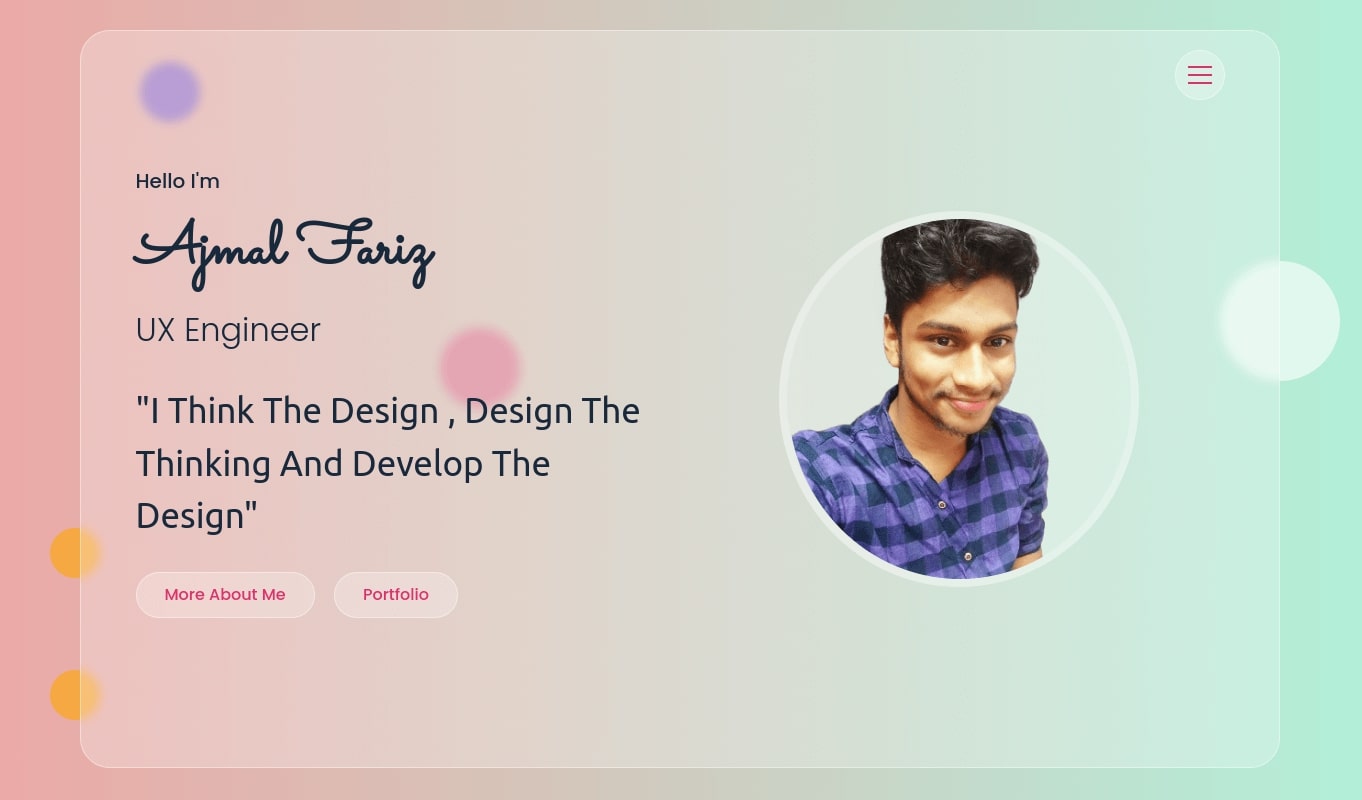 Hello I'm
Ajmal Fariz
UX Engineer
"I Think The Design , Design The
Thinking And Develop The
Design"
More About Me
Portfolio